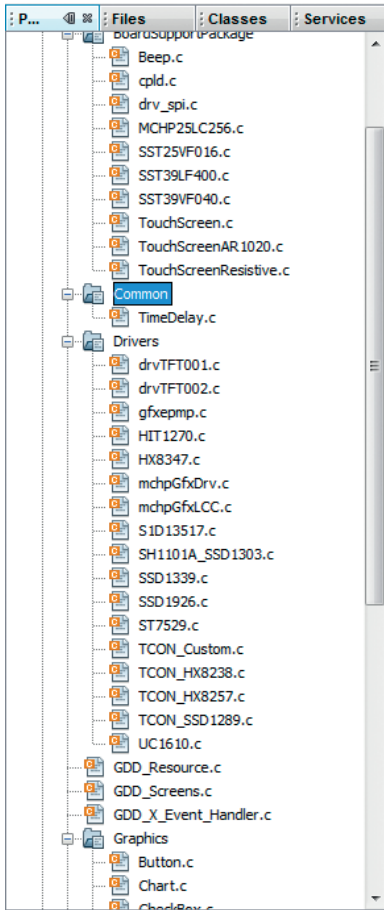 P... Files Classes Services
BoardSupportPackage
Beep.c
cpld.c
drv_spi.c
MCHP25LC256.c
SST25VF016.c
SST39LF400.c
SST39VF040.c
TouchScreen.c
TouchScreenAR1020.c
TouchScreenResistive.c
Common
TimeDelay.c
Drivers
drvTFT001.c
drvTFT002.c
gfxepmp.c
HIT1270.c
HX8347.c
mchpGfxDrv.c
mchpGfxLCC.c
S1D13517.c
SH1101A_SSD1303.c
SSD1339.c
SSD1926.c
ST7529.c
TCON_Custom.c
TCON_HX8238.c
TCON_HX8257.c
TCON_SSD1289.c
UC1610.c
GDD_Resource.c
GDD_Screens.c
GDD_X_Event_Handler.c
Graphics
Button.c
Chart.c
CheckBox.c